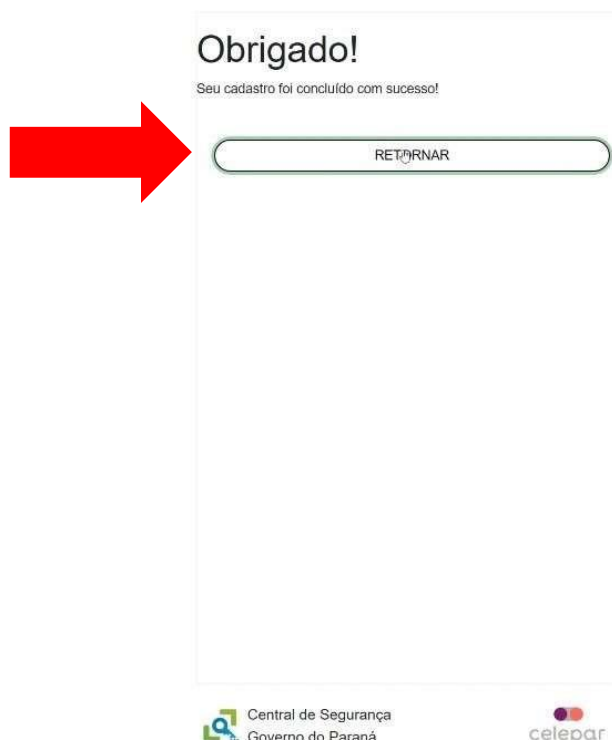 Obrigado!
Seu cadastro foi concluído com sucesso!
RETORNAR
Central de Segurança
Governo do Paraná
celepar